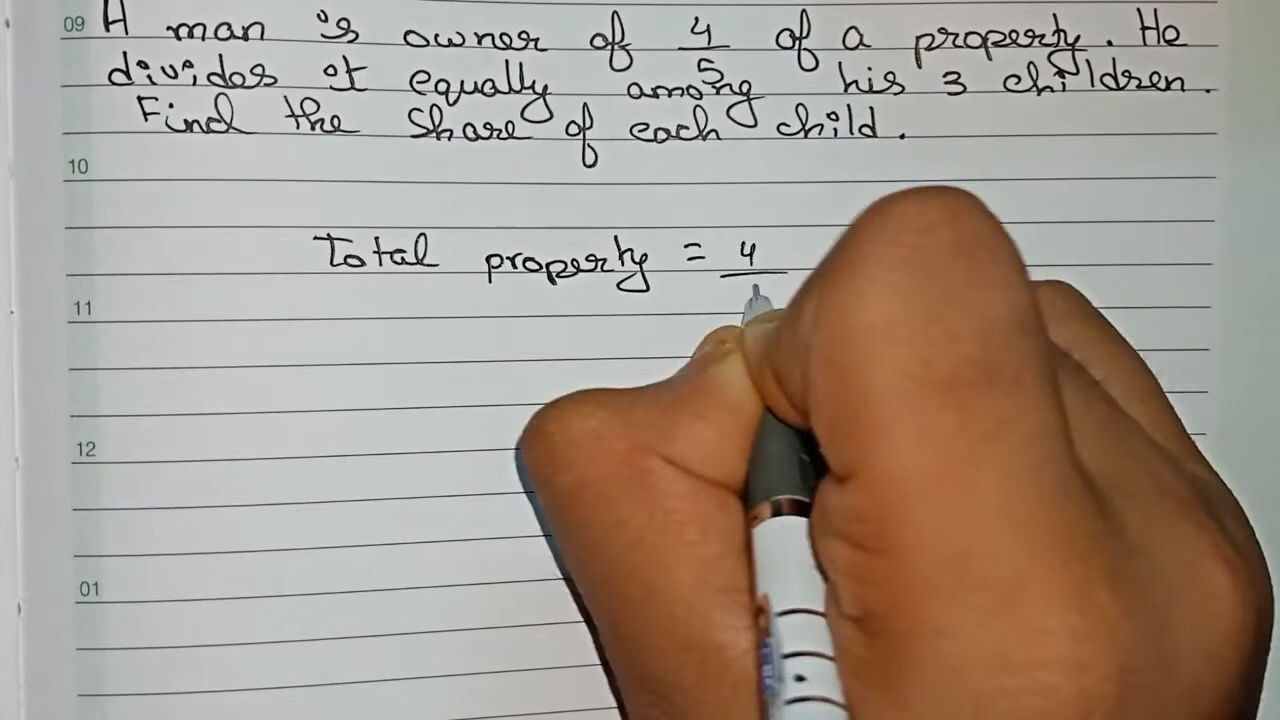 09 A man is owner of 4/5 of a property. He
divides it equally among his 3 children.
Find the share of each child.
10
Total property = 4
11
12
01